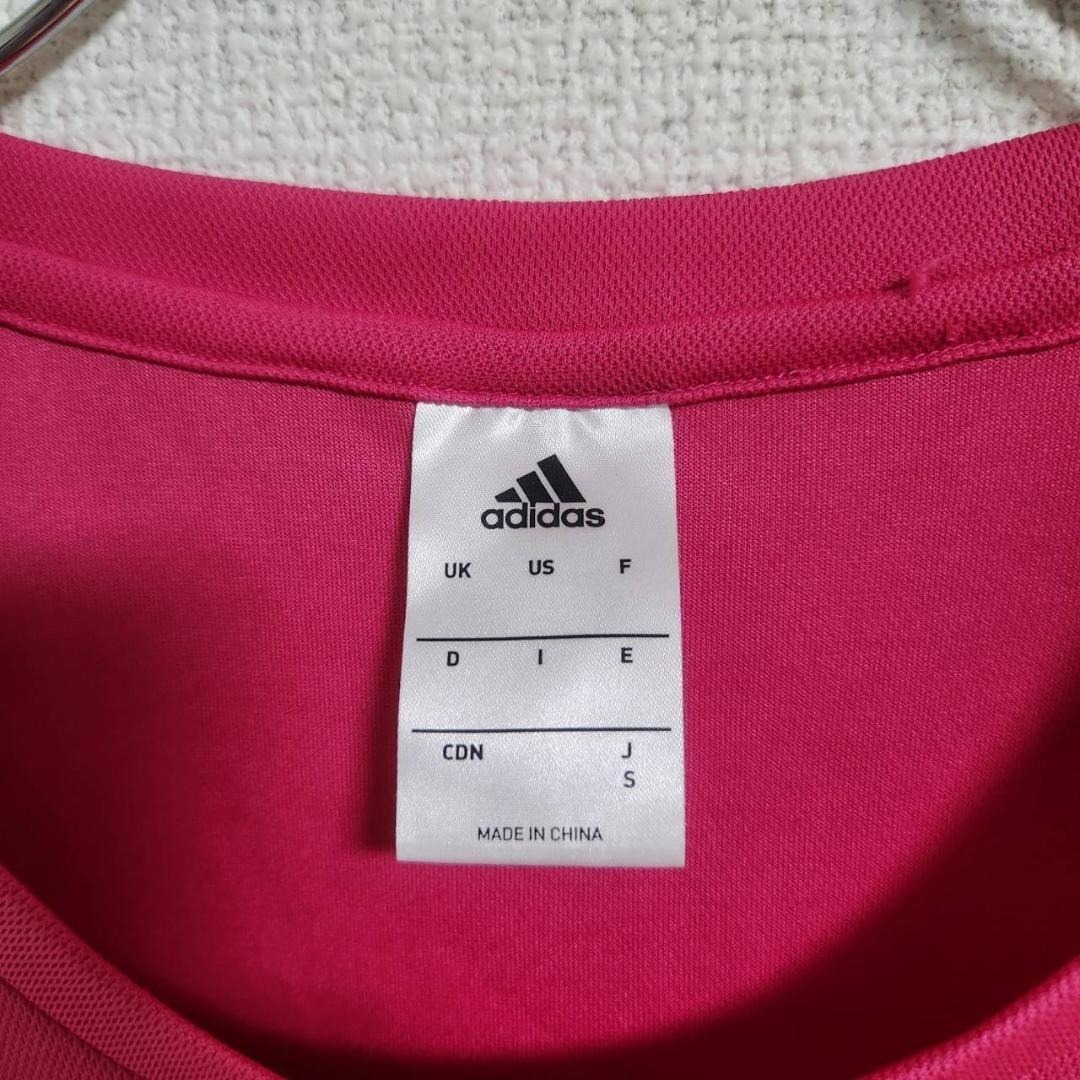 adidas
UK US F
D I E
CDN J
S
MADE IN CHINA